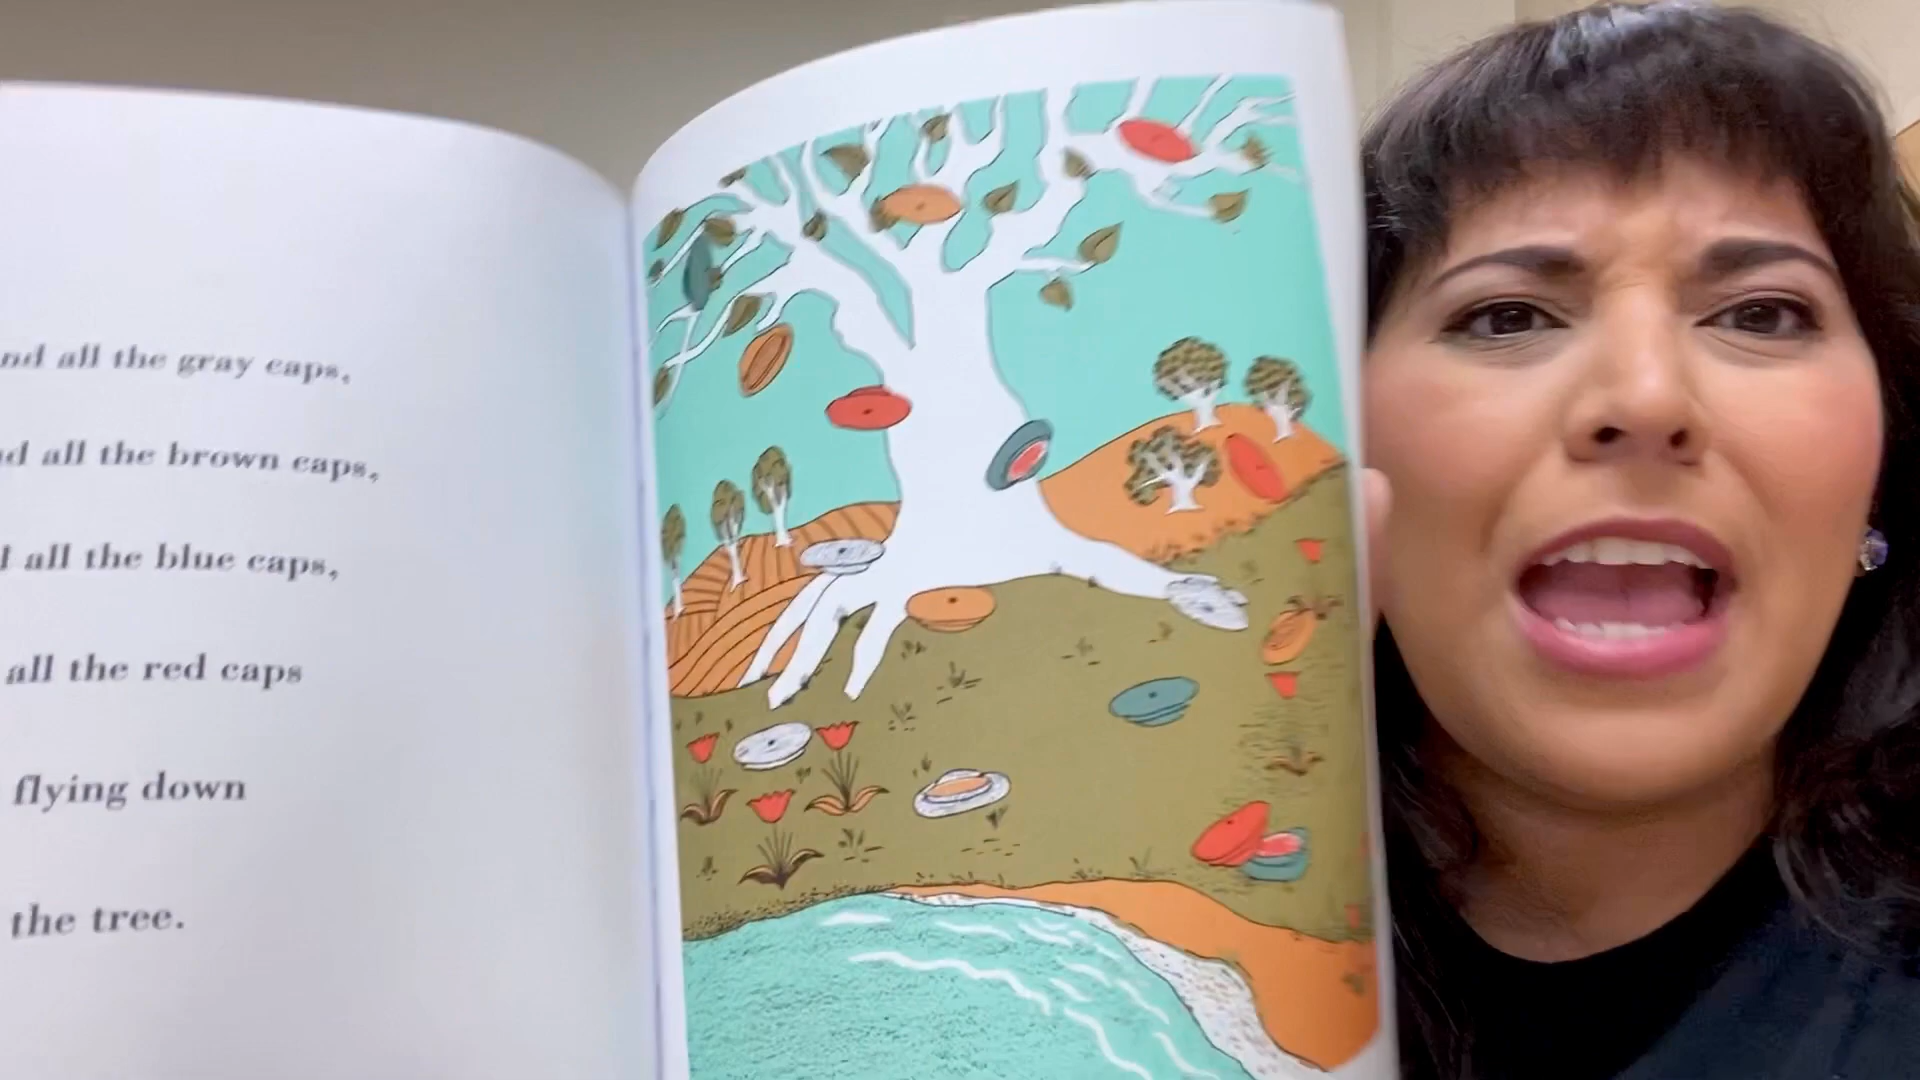 nd all the gray caps,
d all the brown caps,
all the blue caps,
all the red caps
flying down
the tree.